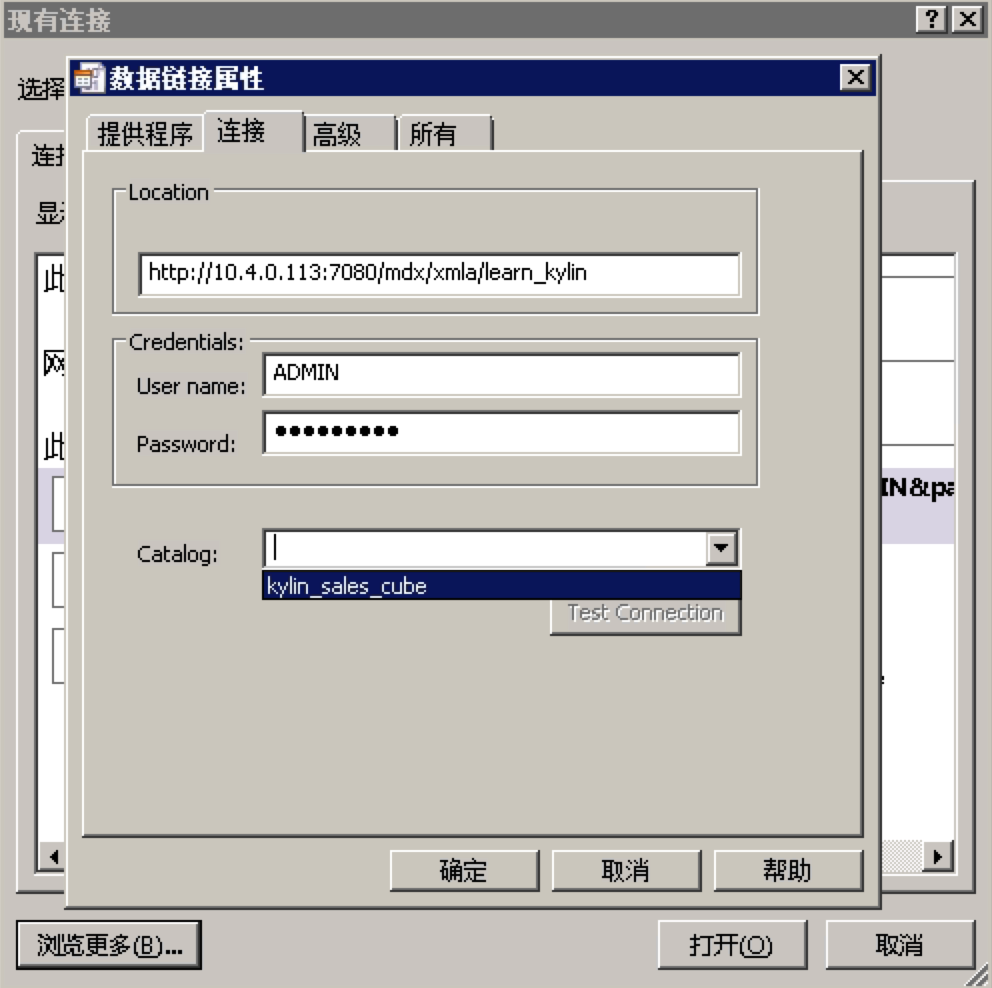 现有连接
选择
数据链接属性
提供程序
连接
高级
所有
连
显
Location
http://10.4.0.113:7080/mdx/xmla/learn_kylin
此
Credentials:
User name:
ADMIN
网
Password:
•••••••••
此
IN&pa
Catalog:
kylin_sales_cube
Test Connection
确定
取消
帮助
浏览更多(B)...
打开(O)
取消